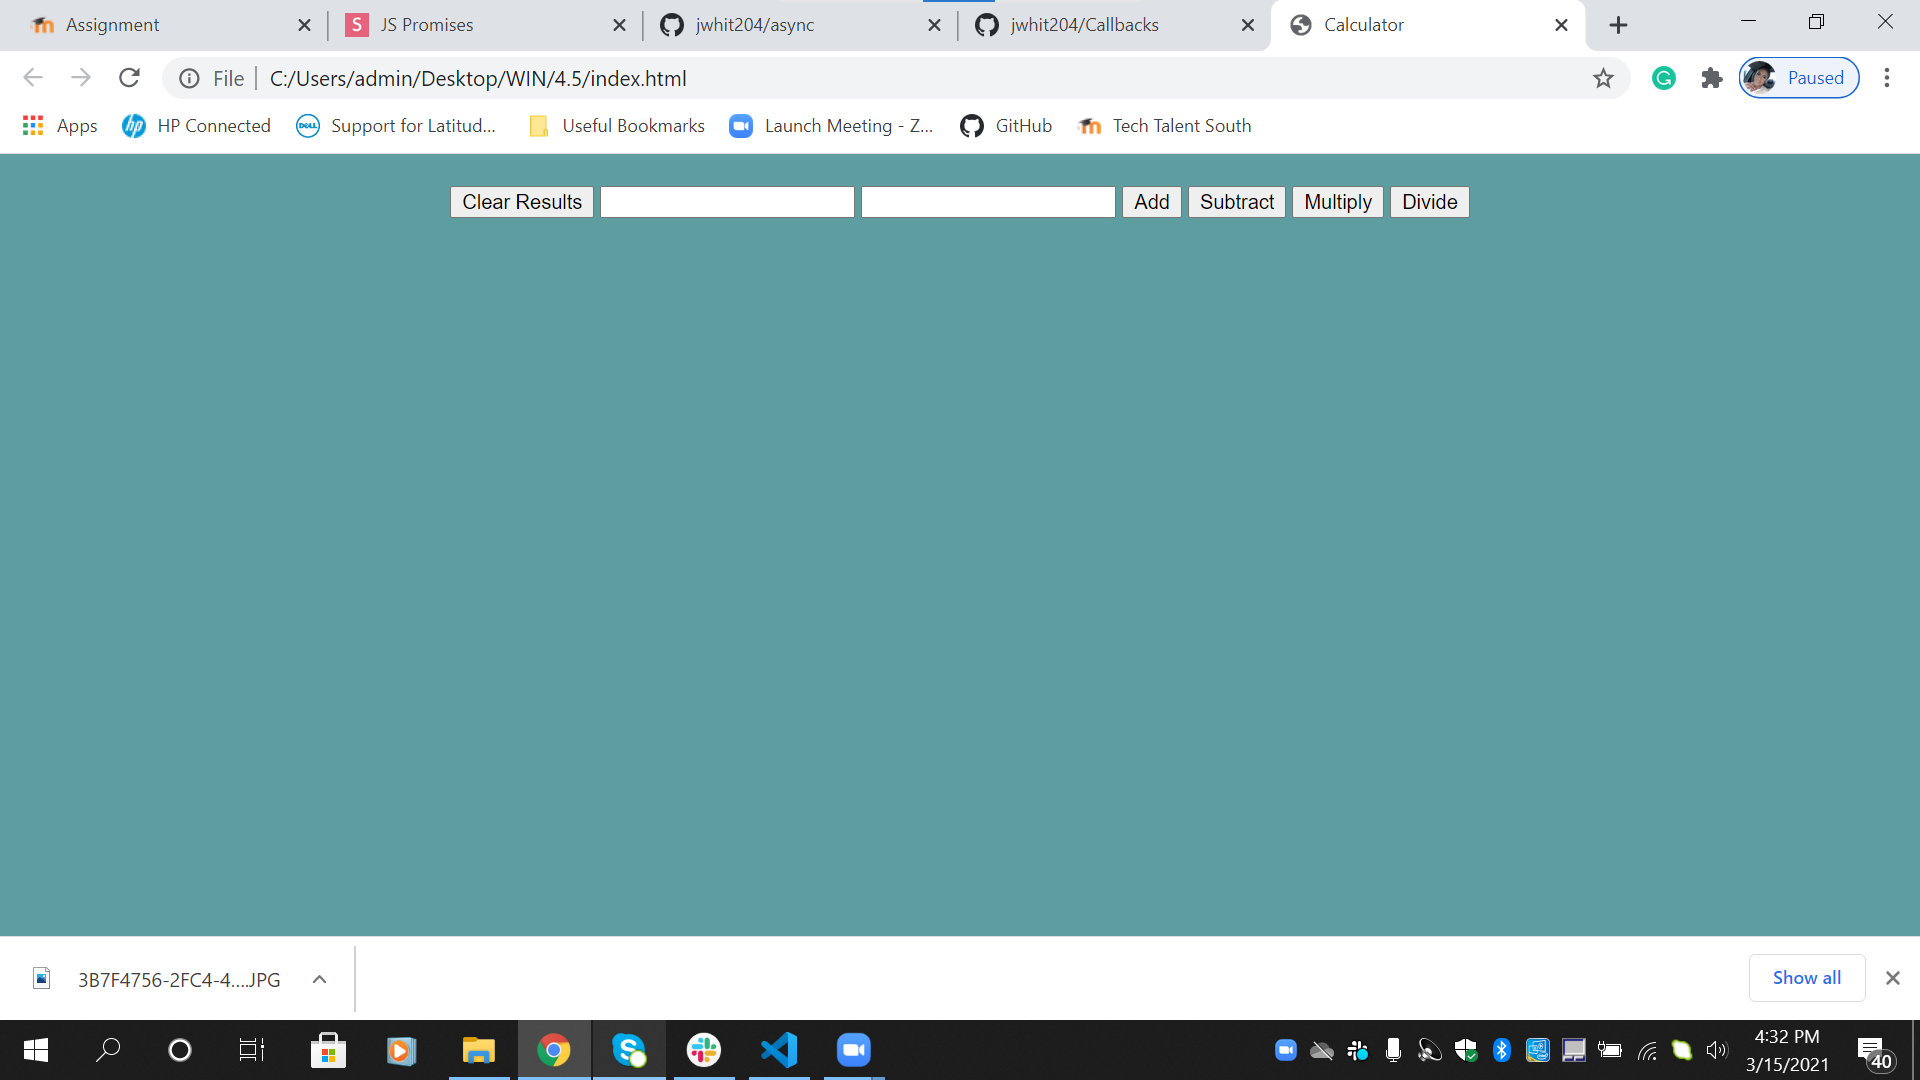 Assignment JS Promises jwhit204/async jwhit204/Callbacks Calculator
File C:/Users/admin/Desktop/WIN/4.5/index.html Paused
Apps HP Connected Support for Latitud... Useful Bookmarks Launch Meeting - Z... GitHub Tech Talent South
Clear Results Add Subtract Multiply Divide
3B7F4756-2FC4-4....JPG Show all
4:32 PM
3/15/2021
40